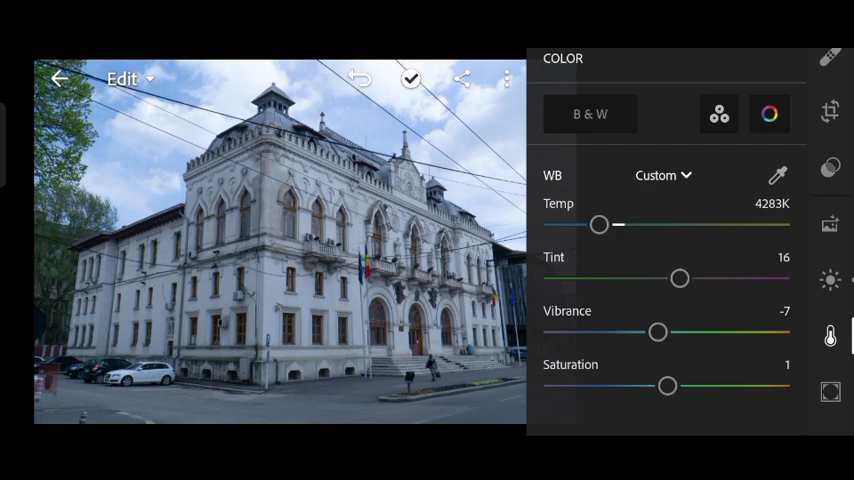 Edit
COLOR
B & W
WB
Custom
Temp
4283K
Tint
16
Vibrance
-7
Saturation
1